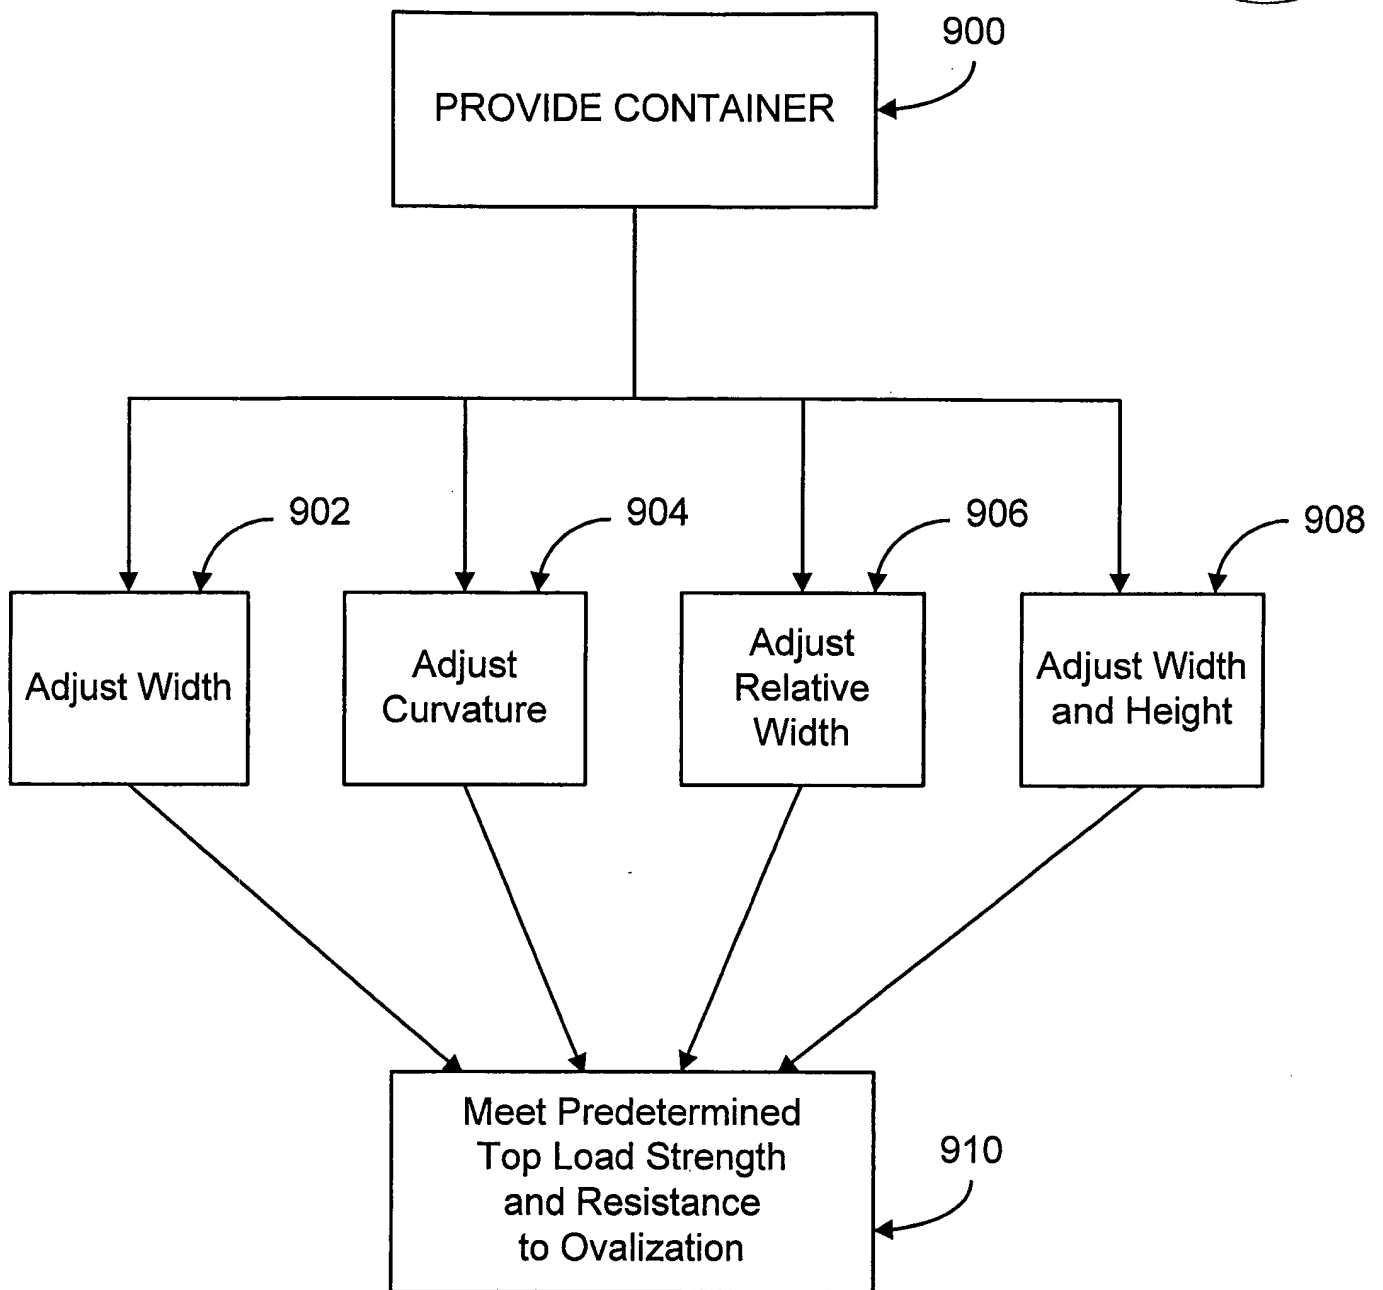 900
PROVIDE CONTAINER
902
904
906
908
Adjust Width
Adjust
Curvature
Adjust
Relative
Width
Adjust Width
and Height
Meet Predetermined
Top Load Strength
and Resistance
to Ovalization
910